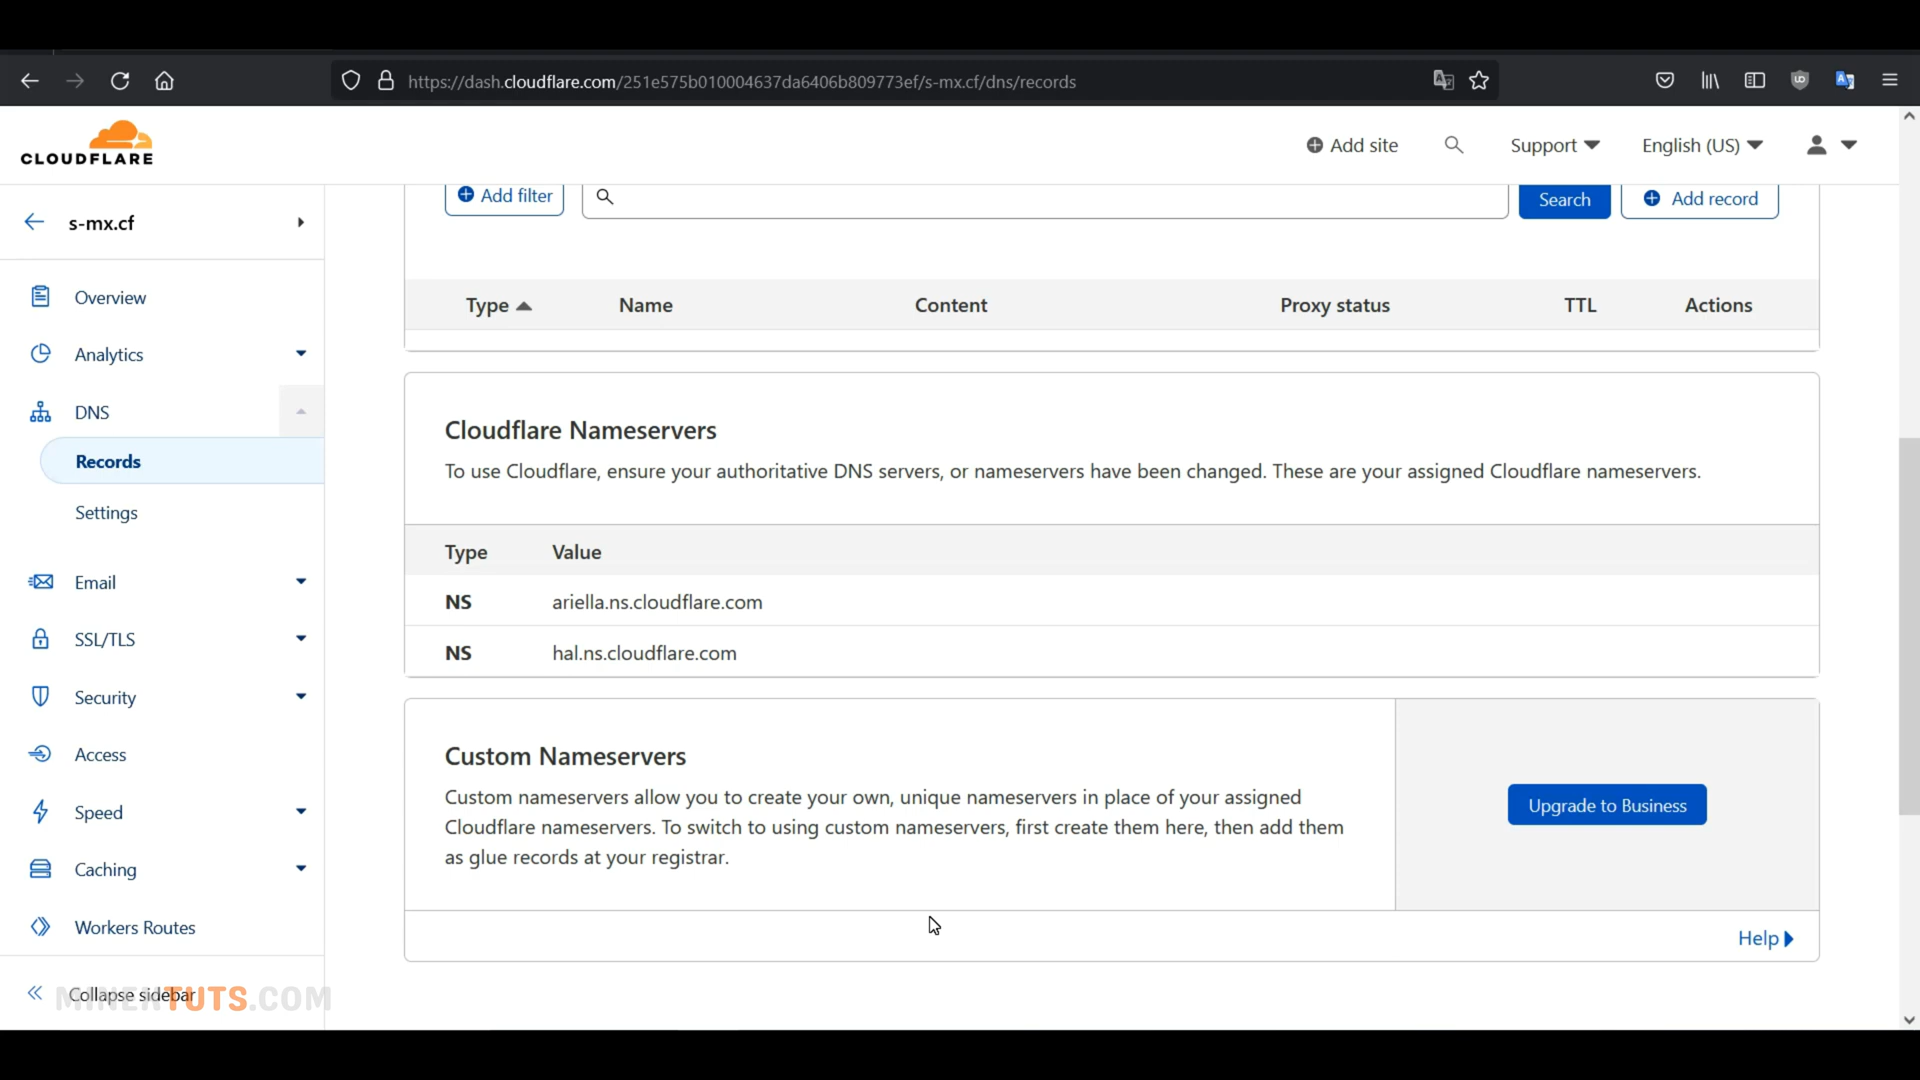 https://dash.cloudflare.com/251e575b010004637da6406b809773ef/s-mx.cf/dns/records
CLOUDFLARE
Add site
Support
English (US)
s-mx.cf
Overview
Analytics
DNS
Records
Settings
Email
SSL/TLS
Security
Access
Speed
Caching
Workers Routes
Collapse sidebar
MINENTUTS.COM
Add filter
Search
Add record
Type Name Content Proxy status TTL Actions
Cloudflare Nameservers
To use Cloudflare, ensure your authoritative DNS servers, or nameservers have been changed. These are your assigned Cloudflare nameservers.
Type Value
NS ariella.ns.cloudflare.com
NS hal.ns.cloudflare.com
Custom Nameservers
Custom nameservers allow you to create your own, unique nameservers in place of your assigned
Cloudflare nameservers. To switch to using custom nameservers, first create them here, then add them
as glue records at your registrar.
Upgrade to Business
Help